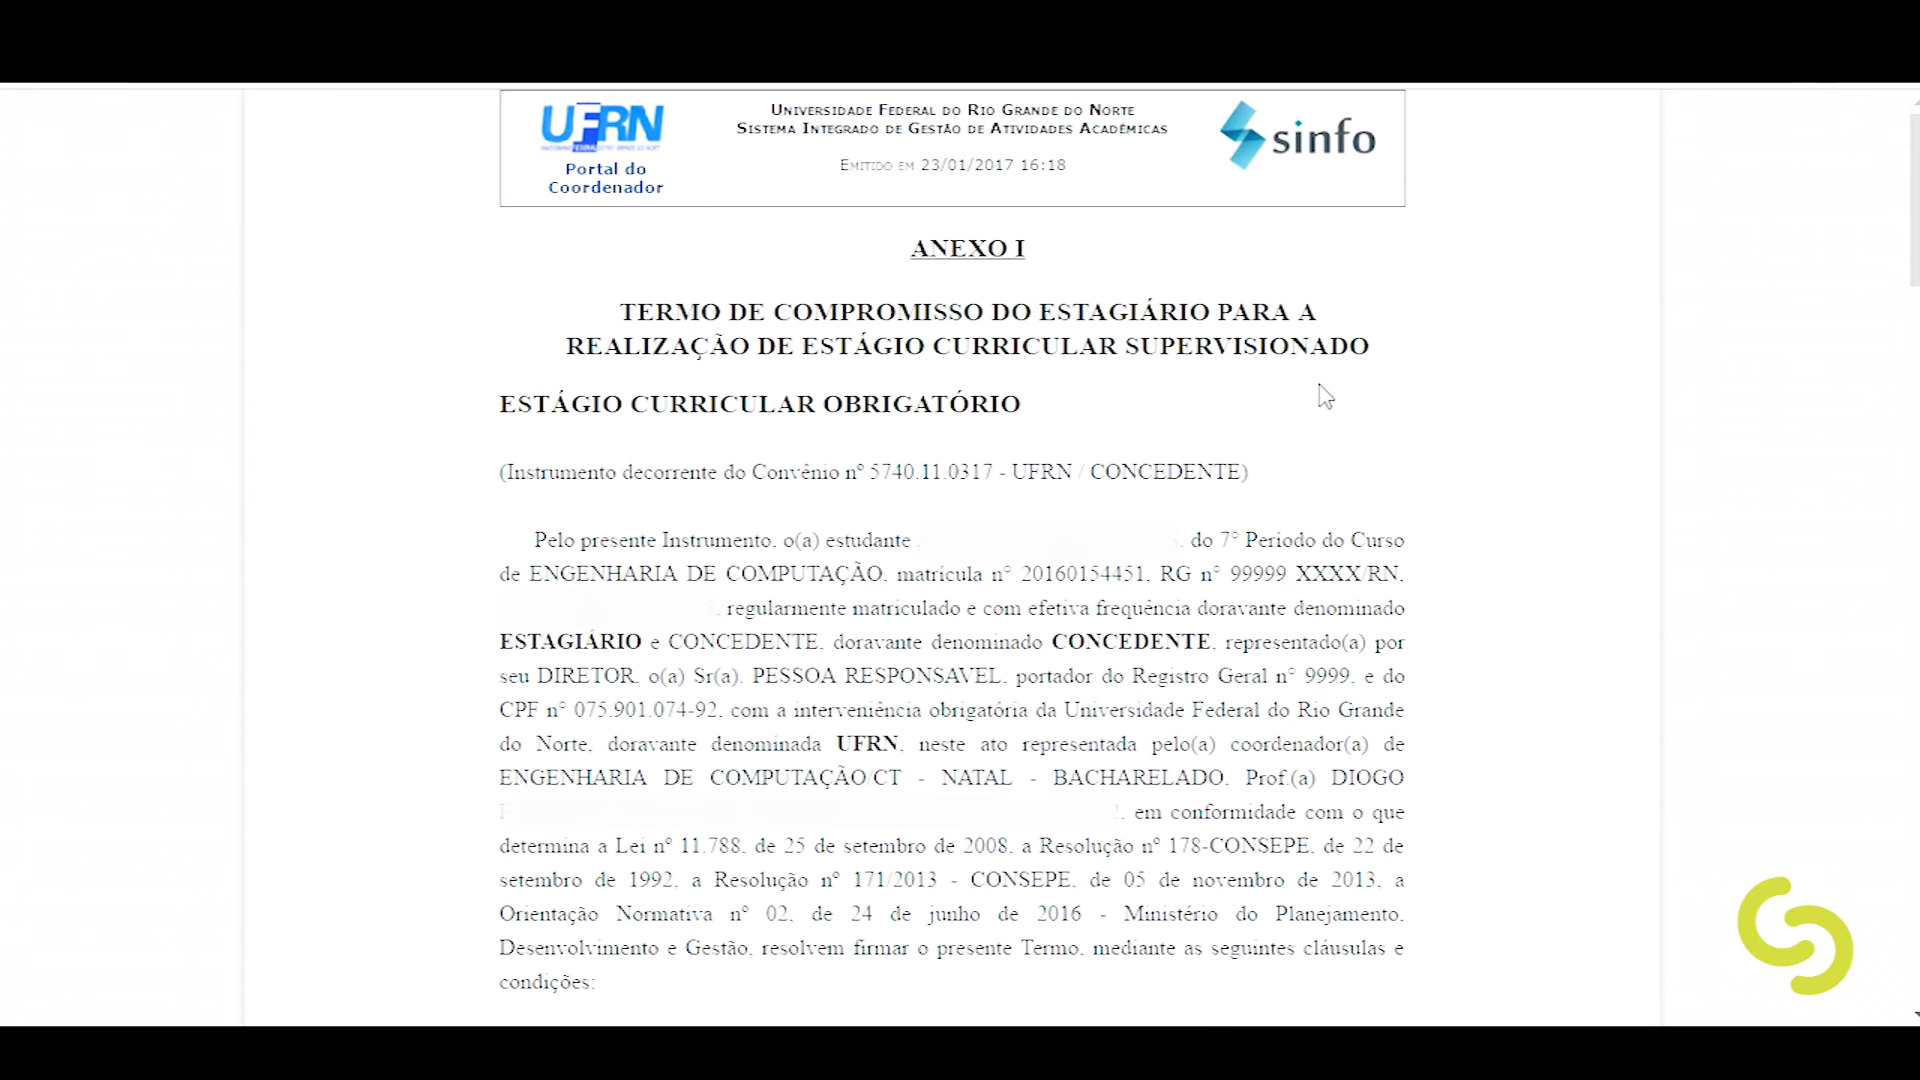 UFRN
Portal do
Coordenador
Universidade Federal do Rio Grande do Norte
Sistema Integrado de Gestão de Atividades Acadêmicas
Emitido em 23/01/2017 16:18
sinfo
ANEXO I
TERMO DE COMPROMISSO DO ESTAGIÁRIO PARA A
REALIZAÇÃO DE ESTÁGIO CURRICULAR SUPERVISIONADO
ESTÁGIO CURRICULAR OBRIGATÓRIO
(Instrumento decorrente do Convênio nº 5740.11.0317 - UFRN / CONCEDENTE)
Pelo presente Instrumento, o(a) estudante , do 7° Período do Curso
de ENGENHARIA DE COMPUTAÇÃO, matrícula n° 20160154451, RG n° 99999 XXXX/RN,
, regularmente matriculado e com efetiva frequência doravante denominado
ESTAGIÁRIO e CONCEDENTE, doravante denominado CONCEDENTE, representado(a) por
seu DIRETOR, o(a) Sr(a). PESSOA RESPONSAVEL, portador do Registro Geral n° 9999, e do
CPF n° 075.901.074-92, com a interveniência obrigatória da Universidade Federal do Rio Grande
do Norte, doravante denominada UFRN, neste ato representada pelo(a) coordenador(a) de
ENGENHARIA DE COMPUTAÇÃO/CT - NATAL - BACHARELADO, Prof.(a) DIOGO
, em conformidade com o que
determina a Lei nº 11.788, de 25 de setembro de 2008, a Resolução nº 178-CONSEPE, de 22 de
setembro de 1992, a Resolução nº 171/2013 - CONSEPE, de 05 de novembro de 2013, a
Orientação Normativa nº 02, de 24 de junho de 2016 - Ministério do Planejamento,
Desenvolvimento e Gestão, resolvem firmar o presente Termo, mediante as seguintes cláusulas e
condições: